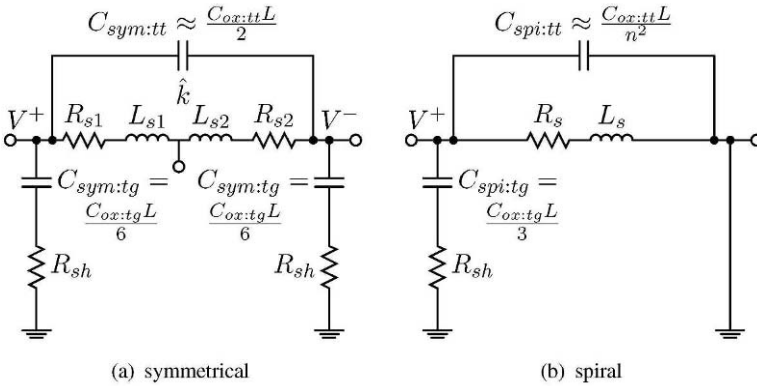 C_{sym:tt} ≈ \frac{C_{ox:tt}L}{2}
k̂
V^+ R_{s1} L_{s1} L_{s2} R_{s2} V^-
C_{sym:tg} = \frac{C_{ox:tg}L}{6}
C_{sym:tg} = \frac{C_{ox:tg}L}{6}
R_{sh} R_{sh}
(a) symmetrical
C_{spi:tt} ≈ \frac{C_{ox:tt}L}{n^2}
V^+ R_s L_s
C_{spi:tg} = \frac{C_{ox:tg}L}{3}
R_{sh}
(b) spiral